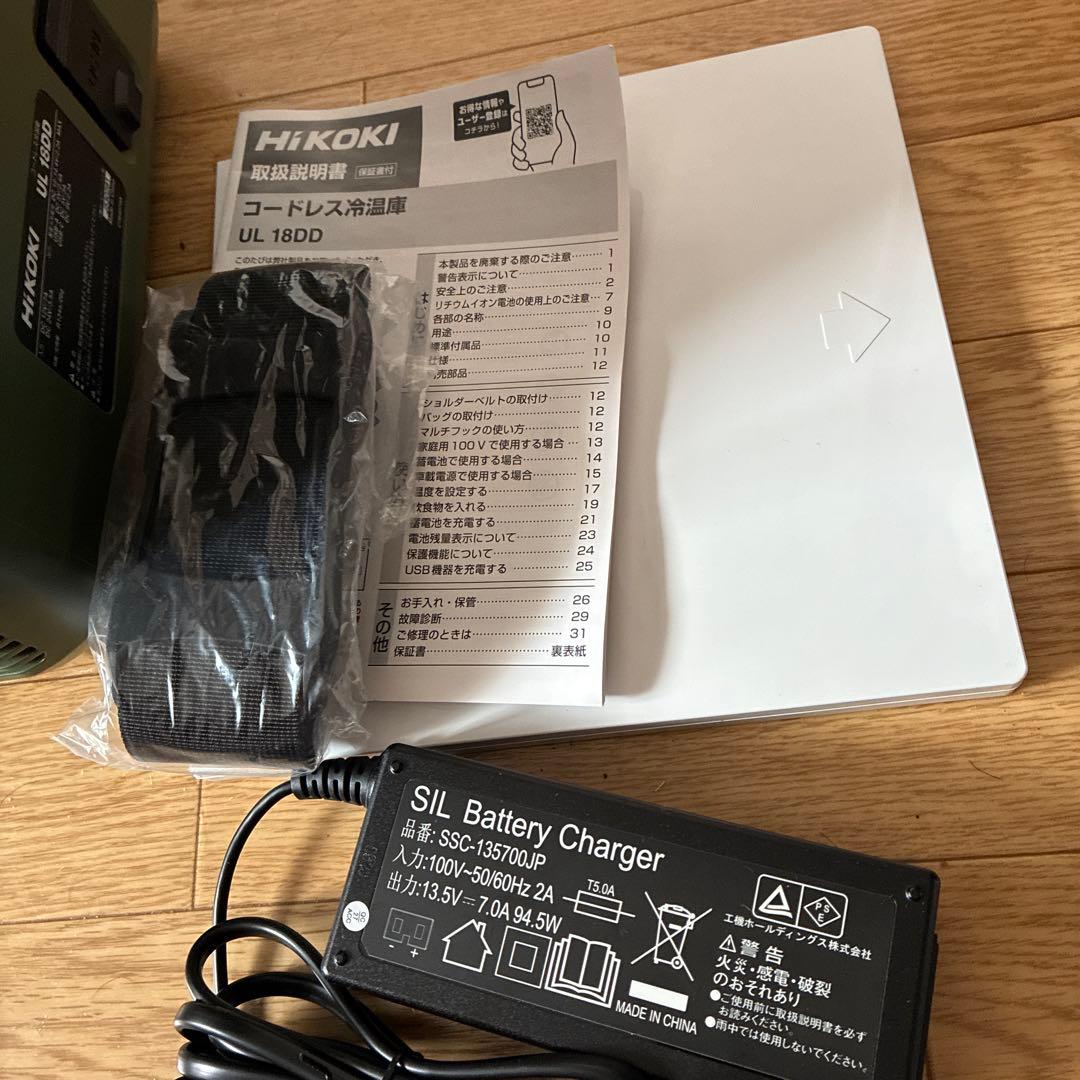 HiKOKI
UL 18DD
お得な情報や
ユーザー登録は
コチラから!
HiKOKI
取扱説明書 保証書付
コードレス冷温庫
UL 18DD
本製品を廃棄する際のご注意 1
警告表示について 1
安全上のご注意 2
リチウムイオン電池の使用上のご注意 7
各部の名称 9
用途 10
標準付属品 10
仕様 11
売部品 12
ショルダーベルトの取付け 12
バッグの取付け 12
マルチフックの使い方 12
家庭用100Vで使用する場合 13
蓄電池で使用する場合 14
車載電源で使用する場合 15
温度を設定する 17
飲食物を入れる 19
蓄電池を充電する 21
電池残量表示について 23
保護機能について 24
USB機器を充電する 25
その他
お手入れ・保管 26
故障診断 29
ご修理のときは 31
保証書 裏表紙
SIL Battery Charger
品番: SSC-135700JP
入力:100V~50/60Hz 2A
出力:13.5V⎓7.0A 94.5W
T5.0A
PS
E
工機ホールディングス株式会社
⚠警告
火災・感電・破裂
のおそれあり
●ご使用前に取扱説明書を必ず
お読みください。
●雨中では使用しないでください。
MADE IN CHINA